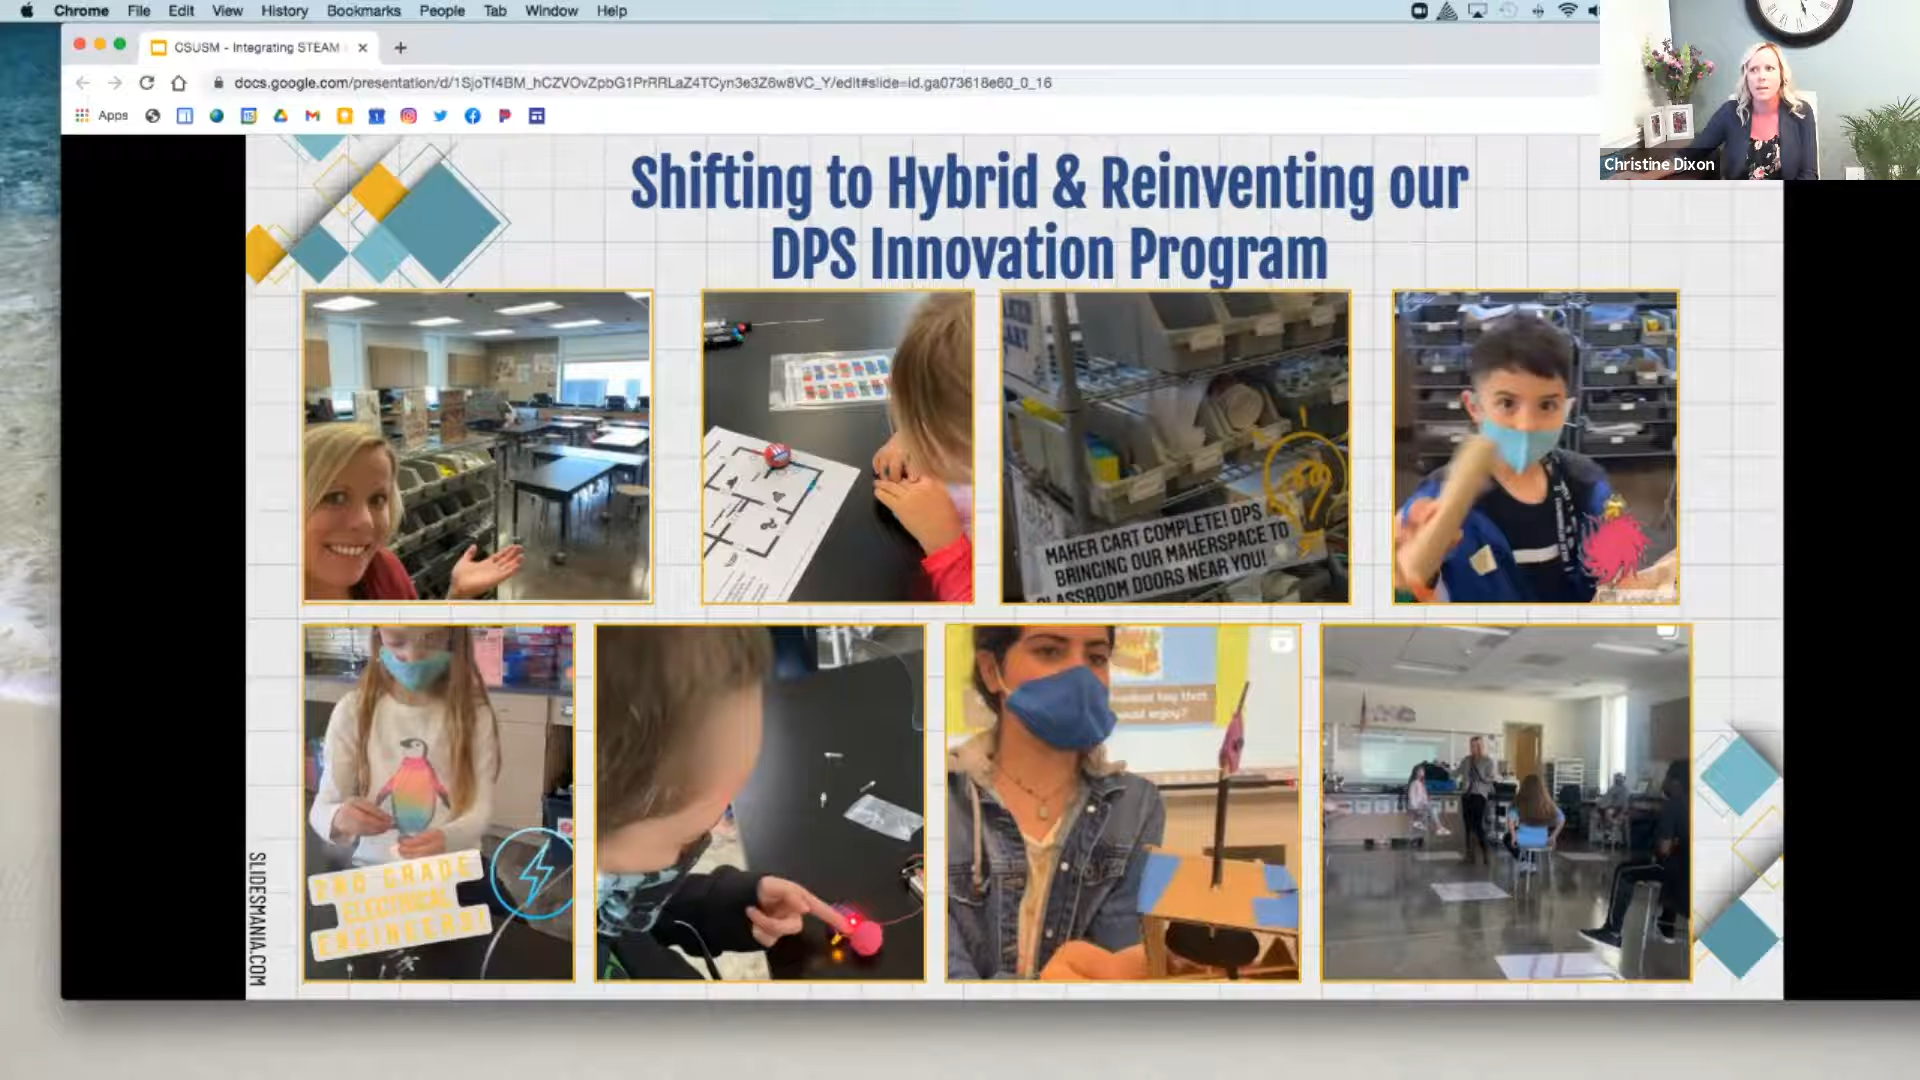 Chrome File Edit View History Bookmarks People Tab Window Help
CSUSM - Integrating STEAM
docs.google.com/presentation/d/1SjoTf4BM_hCZVOvZpbG1PrRRLaZ4TCyn3e3Z6w8VC_Y/edit#slide=id.ga073618e60_0_16
Apps
Christine Dixon
Shifting to Hybrid & Reinventing our
DPS Innovation Program
MAKER CART COMPLETE! DPS
BRINGING OUR MAKERSPACE TO
CLASSROOM DOORS NEAR YOU!
2ND GRADE
ELECTRICAL
ENGINEERS!
would enjoy?
SLIDESMANIA.COM